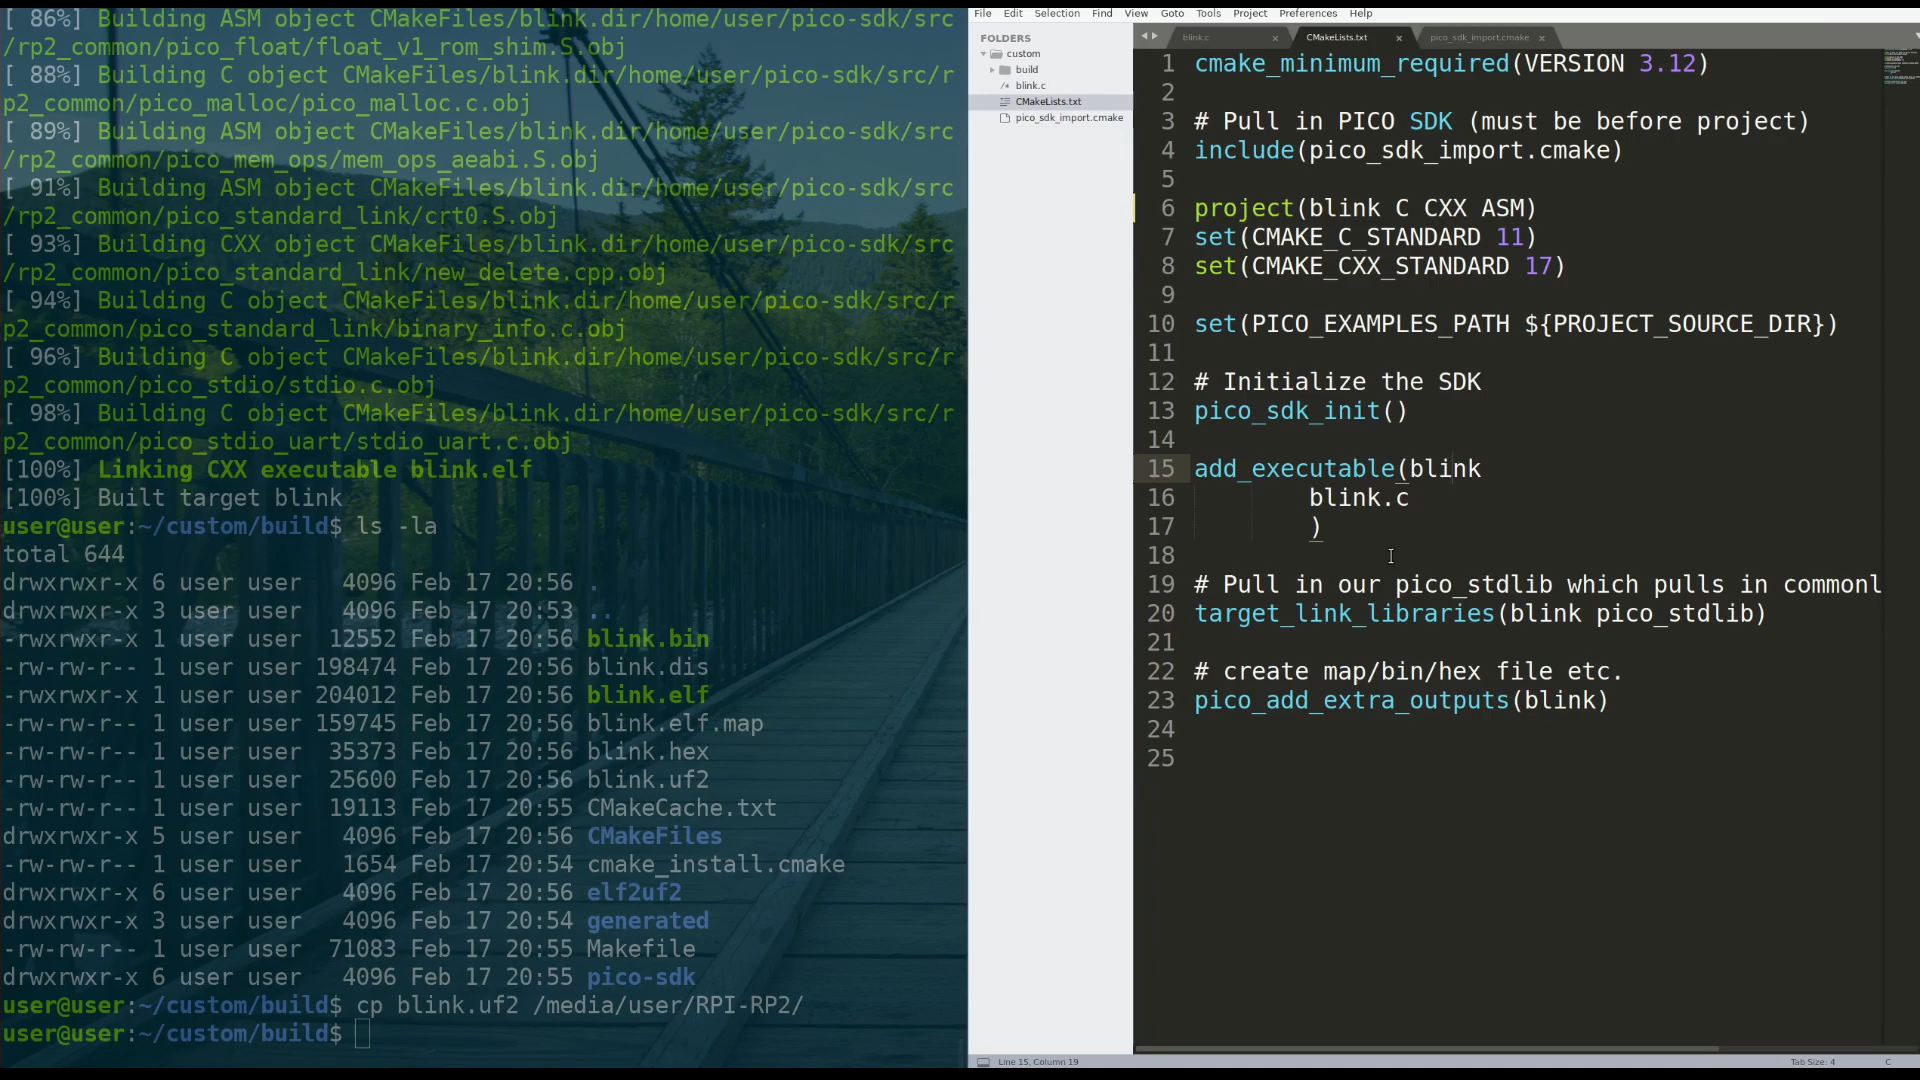 [ 86%] Building ASM object CMakeFiles/blink.dir/home/user/pico-sdk/src
/rp2_common/pico_float/float_v1_rom_shim.S.obj
[ 88%] Building C object CMakeFiles/blink.dir/home/user/pico-sdk/src/r
p2_common/pico_malloc/pico_malloc.c.obj
[ 89%] Building ASM object CMakeFiles/blink.dir/home/user/pico-sdk/src
/rp2_common/pico_mem_ops/mem_ops_aeabi.S.obj
[ 91%] Building ASM object CMakeFiles/blink.dir/home/user/pico-sdk/src
/rp2_common/pico_standard_link/crt0.S.obj
[ 93%] Building CXX object CMakeFiles/blink.dir/home/user/pico-sdk/src
/rp2_common/pico_standard_link/new_delete.cpp.obj
[ 94%] Building C object CMakeFiles/blink.dir/home/user/pico-sdk/src/r
p2_common/pico_standard_link/binary_info.c.obj
[ 96%] Building C object CMakeFiles/blink.dir/home/user/pico-sdk/src/r
p2_common/pico_stdio/stdio.c.obj
[ 98%] Building C object CMakeFiles/blink.dir/home/user/pico-sdk/src/r
p2_common/pico_stdio_uart/stdio_uart.c.obj
[100%] Linking CXX executable blink.elf
[100%] Built target blink
user@user:~/custom/build$ ls -la
total 644
drwxrwxr-x 6 user user 4096 Feb 17 20:56 .
drwxrwxr-x 3 user user 4096 Feb 17 20:53 ..
-rwxrwxr-x 1 user user 12552 Feb 17 20:56 blink.bin
-rw-rw-r-- 1 user user 198474 Feb 17 20:56 blink.dis
-rwxrwxr-x 1 user user 204012 Feb 17 20:56 blink.elf
-rw-rw-r-- 1 user user 159745 Feb 17 20:56 blink.elf.map
-rw-rw-r-- 1 user user 35373 Feb 17 20:56 blink.hex
-rw-rw-r-- 1 user user 25600 Feb 17 20:56 blink.uf2
-rw-rw-r-- 1 user user 19113 Feb 17 20:55 CMakeCache.txt
drwxrwxr-x 5 user user 4096 Feb 17 20:56 CMakeFiles
-rw-rw-r-- 1 user user 1654 Feb 17 20:54 cmake_install.cmake
drwxrwxr-x 6 user user 4096 Feb 17 20:56 elf2uf2
drwxrwxr-x 3 user user 4096 Feb 17 20:54 generated
-rw-rw-r-- 1 user user 71083 Feb 17 20:55 Makefile
drwxrwxr-x 6 user user 4096 Feb 17 20:55 pico-sdk
user@user:~/custom/build$ cp blink.uf2 /media/user/RPI-RP2/
user@user:~/custom/build$
File Edit Selection Find View Goto Tools Project Preferences Help
FOLDERS
custom
build
blink.c
CMakeLists.txt
pico_sdk_import.cmake
blink.c × CMakeLists.txt × pico_sdk_import.cmake ×
1 cmake_minimum_required(VERSION 3.12)
2
3 # Pull in PICO SDK (must be before project)
4 include(pico_sdk_import.cmake)
5
6 project(blink C CXX ASM)
7 set(CMAKE_C_STANDARD 11)
8 set(CMAKE_CXX_STANDARD 17)
9
10 set(PICO_EXAMPLES_PATH ${PROJECT_SOURCE_DIR})
11
12 # Initialize the SDK
13 pico_sdk_init()
14
15 add_executable(blink
16 blink.c
17 )
18
19 # Pull in our pico_stdlib which pulls in commonl
20 target_link_libraries(blink pico_stdlib)
21
22 # create map/bin/hex file etc.
23 pico_add_extra_outputs(blink)
24
25
Line 15, Column 19
Tab Size: 4
C